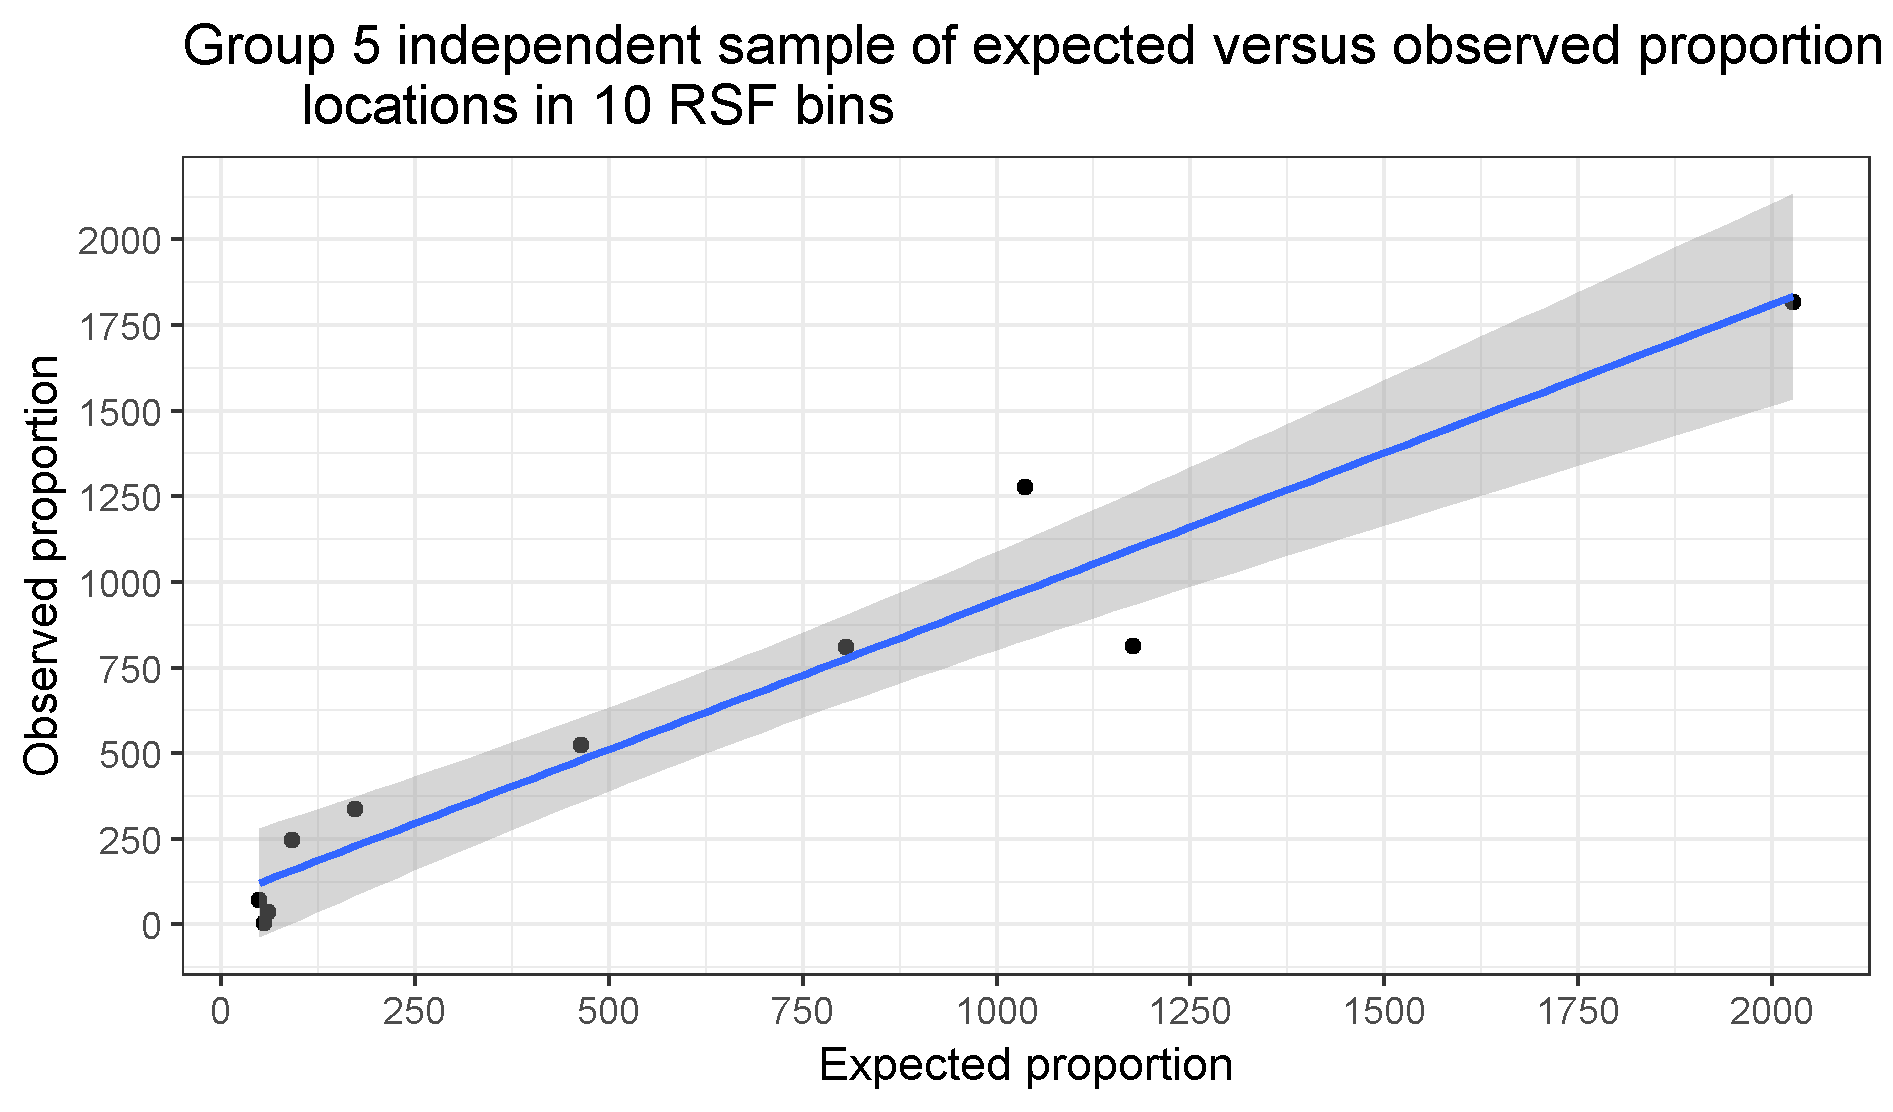 Group 5 independent sample of expected versus observed proportion
locations in 10 RSF bins
Observed proportion
2000
1750
1500
1250
1000
750
500
250
0
0 250 500 750 1000 1250 1500 1750 2000
Expected proportion